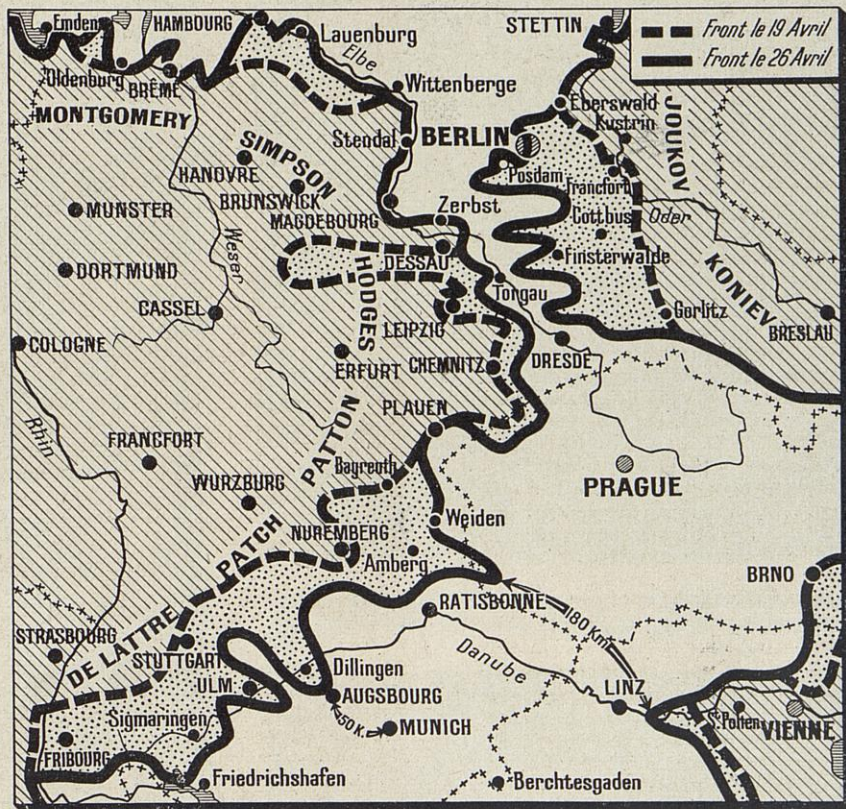 Front le 19 Avril
Front le 26 Avril
Emden
HAMBOURG
Lauenburg
Elbe
STETTIN
Oldenburg
BRÊME
Wittenberge
Eberswald
Kustrin
MONTGOMERY
JOUKOV
Stendal
BERLIN
SIMPSON
HANOVRE
Posdam
Francfort
BRUNSWICK
MAGDEBOURG
Zerbst
MUNSTER
Weser
Cottbus
Oder
DESSAU
Finsterwalde
KONIEV
DORTMUND
HODGES
Torgau
CASSEL
Gorlitz
BRESLAU
LEIPZIG
COLOGNE
ERFURT
CHEMNITZ
DRESDE
Rhin
PLAUEN
FRANCFORT
PATTON
Bayreoth
PRAGUE
WURZBURG
Weiden
NUREMBERG
PATCH
Amberg
BRNO
RATISBONNE
180 Km
STRASBOURG
DE LATTRE
STUTTGART
Danube
Dillingen
ULM
AUGSBOURG
LINZ
St Pölten
VIENNE
Sigmaringen
50 K.
MUNICH
FRIBOURG
Friedrichshafen
Berchtesgaden